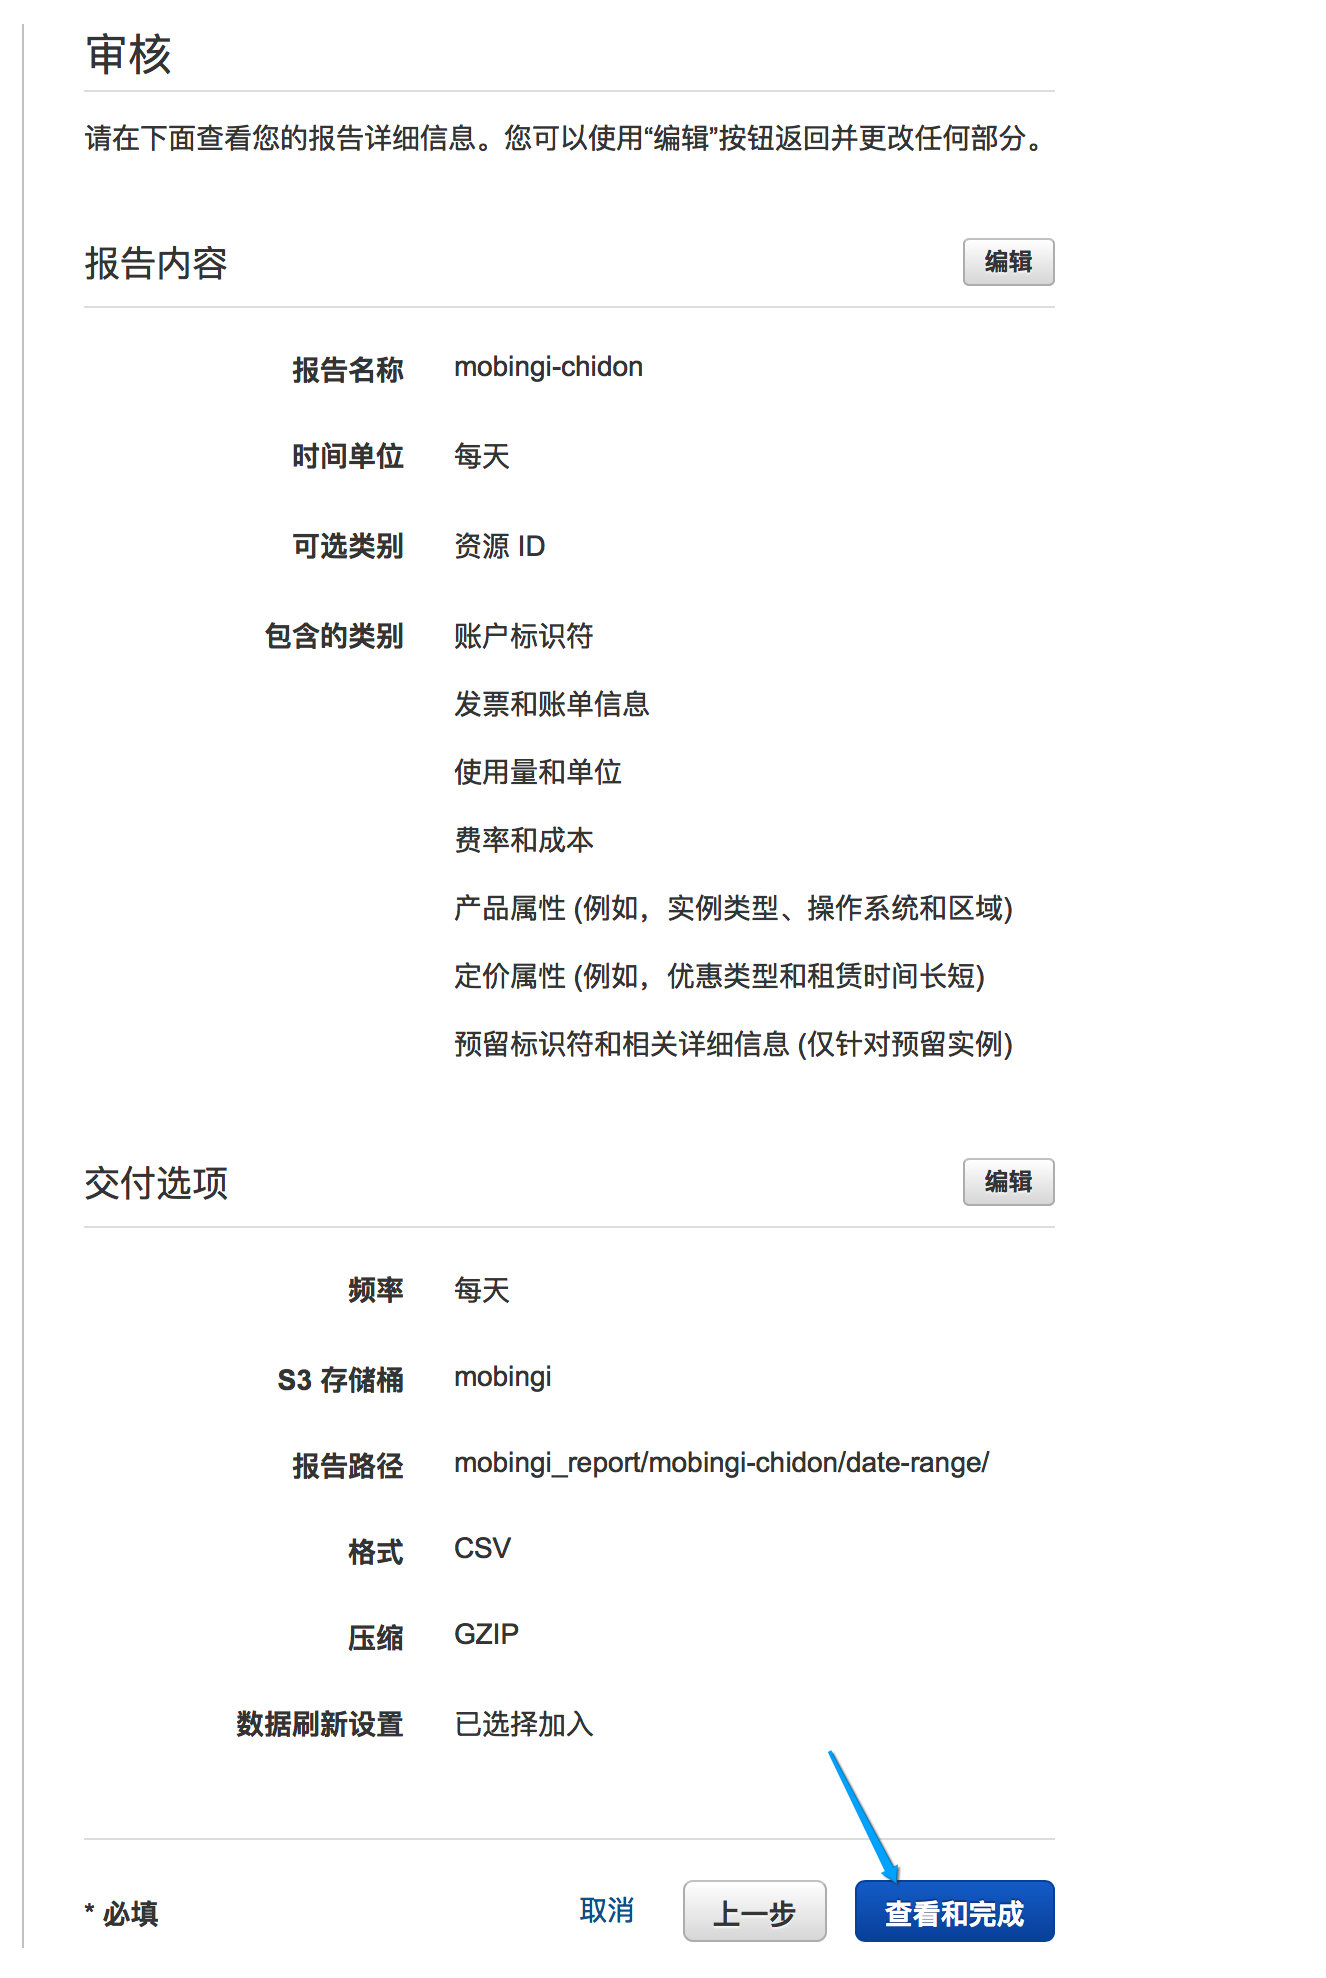 审核
请在下面查看您的报告详细信息。您可以使用“编辑”按钮返回并更改任何部分。
报告内容 编辑
报告名称 mobingi-chidon
时间单位 每天
可选类别 资源 ID
包含的类别 账户标识符
发票和账单信息
使用量和单位
费率和成本
产品属性 (例如，实例类型、操作系统和区域)
定价属性 (例如，优惠类型和租赁时间长短)
预留标识符和相关详细信息 (仅针对预留实例)
交付选项 编辑
频率 每天
S3 存储桶 mobingi
报告路径 mobingi_report/mobingi-chidon/date-range/
格式 CSV
压缩 GZIP
数据刷新设置 已选择加入
* 必填 取消 上一步 查看和完成